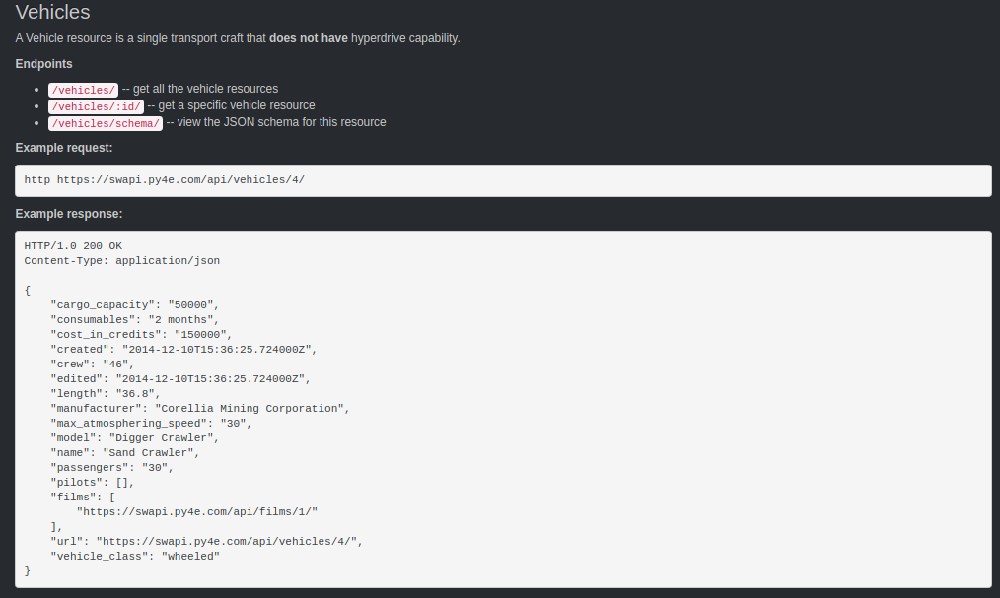 Vehicles
A Vehicle resource is a single transport craft that does not have hyperdrive capability.
Endpoints
• /vehicles/ -- get all the vehicle resources
• /vehicles/:id/ -- get a specific vehicle resource
• /vehicles/schema/ -- view the JSON schema for this resource
Example request:
http https://swapi.py4e.com/api/vehicles/4/
Example response:
HTTP/1.0 200 OK
Content-Type: application/json

{
    "cargo_capacity": "50000",
    "consumables": "2 months",
    "cost_in_credits": "150000",
    "created": "2014-12-10T15:36:25.724000Z",
    "crew": "46",
    "edited": "2014-12-10T15:36:25.724000Z",
    "length": "36.8",
    "manufacturer": "Corellia Mining Corporation",
    "max_atmosphering_speed": "30",
    "model": "Digger Crawler",
    "name": "Sand Crawler",
    "passengers": "30",
    "pilots": [],
    "films": [
        "https://swapi.py4e.com/api/films/1/"
    ],
    "url": "https://swapi.py4e.com/api/vehicles/4/",
    "vehicle_class": "wheeled"
}